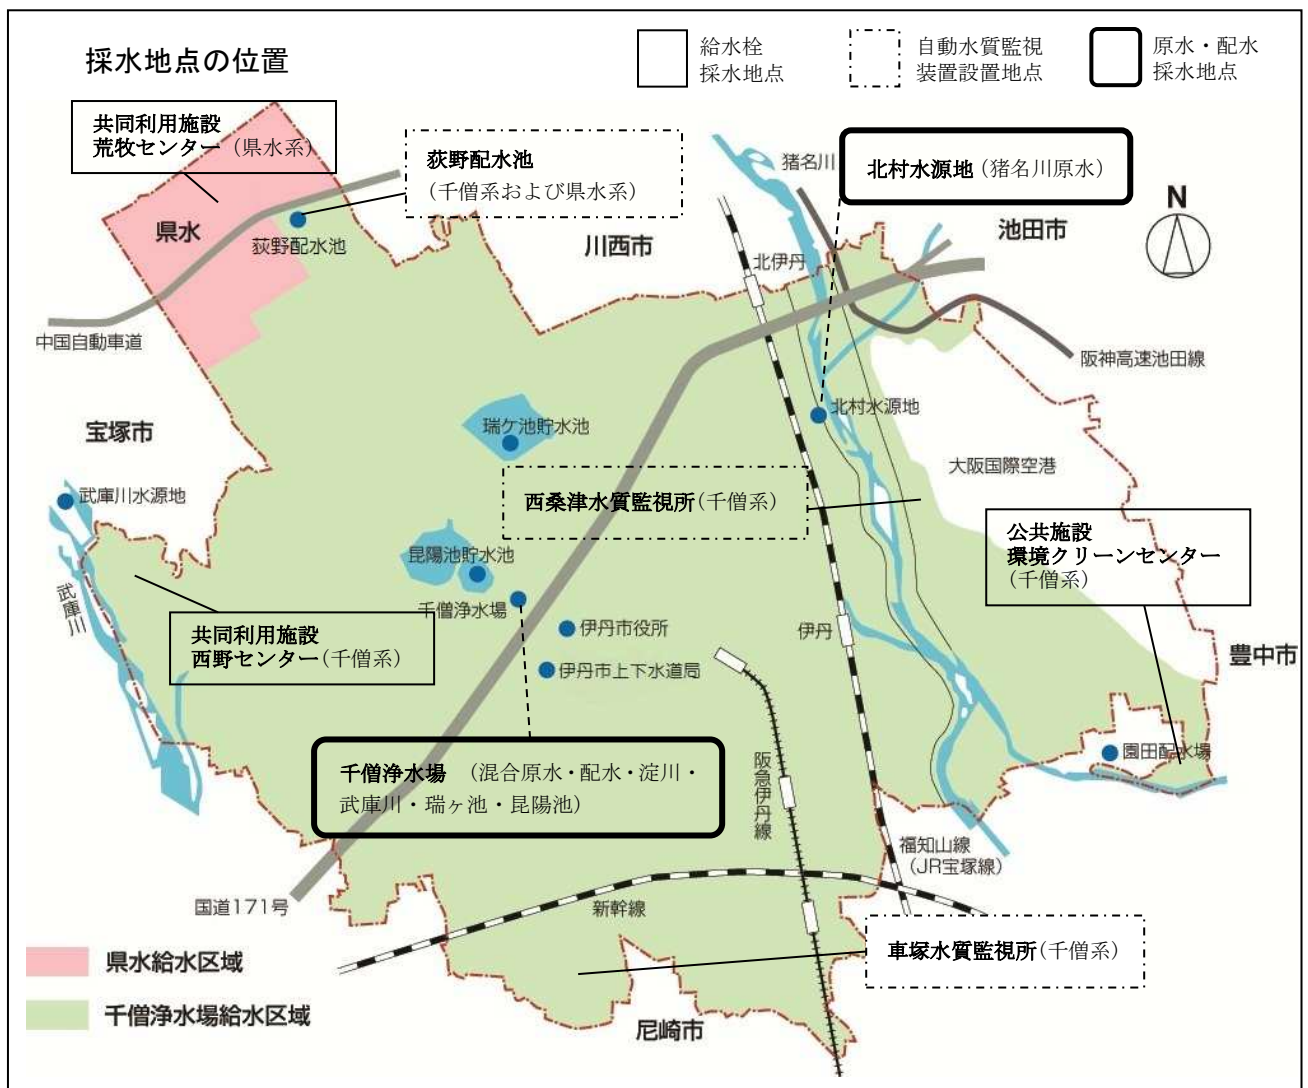 採水地点の位置
給水栓
採水地点
自動水質監視
装置設置地点
原水・配水
採水地点
共同利用施設
荒牧センター（県水系）
荻野配水池
（千僧系および県水系）
猪名川
北村水源地（猪名川原水）
N
県水
荻野配水池
川西市
北伊丹
池田市
中国自動車道
阪神高速池田線
宝塚市
瑞ケ池貯水池
北村水源地
大阪国際空港
武庫川水源地
西桑津水質監視所（千僧系）
公共施設
環境クリーンセンター
（千僧系）
昆陽池貯水池
武庫川
千僧浄水場
伊丹市役所
伊丹
共同利用施設
西野センター（千僧系）
伊丹市上下水道局
豊中市
園田配水場
千僧浄水場　（混合原水・配水・淀川・
武庫川・瑞ヶ池・昆陽池）
阪急伊丹線
福知山線
（JR宝塚線）
国道171号
新幹線
車塚水質監視所（千僧系）
県水給水区域
千僧浄水場給水区域
尼崎市